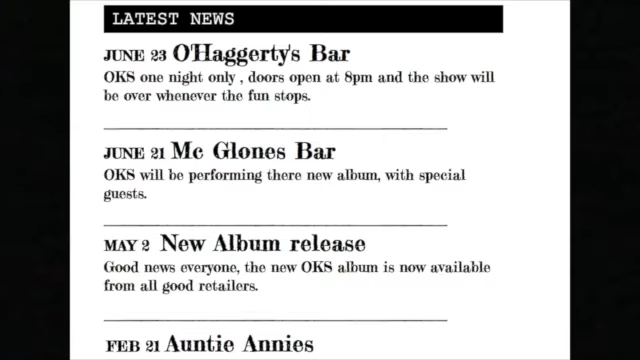 LATEST NEWS
JUNE 23 O'Haggerty's Bar
OKS one night only , doors open at 8pm and the show will
be over whenever the fun stops.
JUNE 21 Mc Glones Bar
OKS will be performing there new album, with special
guests.
MAY 2 New Album release
Good news everyone, the new OKS album is now available
from all good retailers.
FEB 21 Auntie Annies